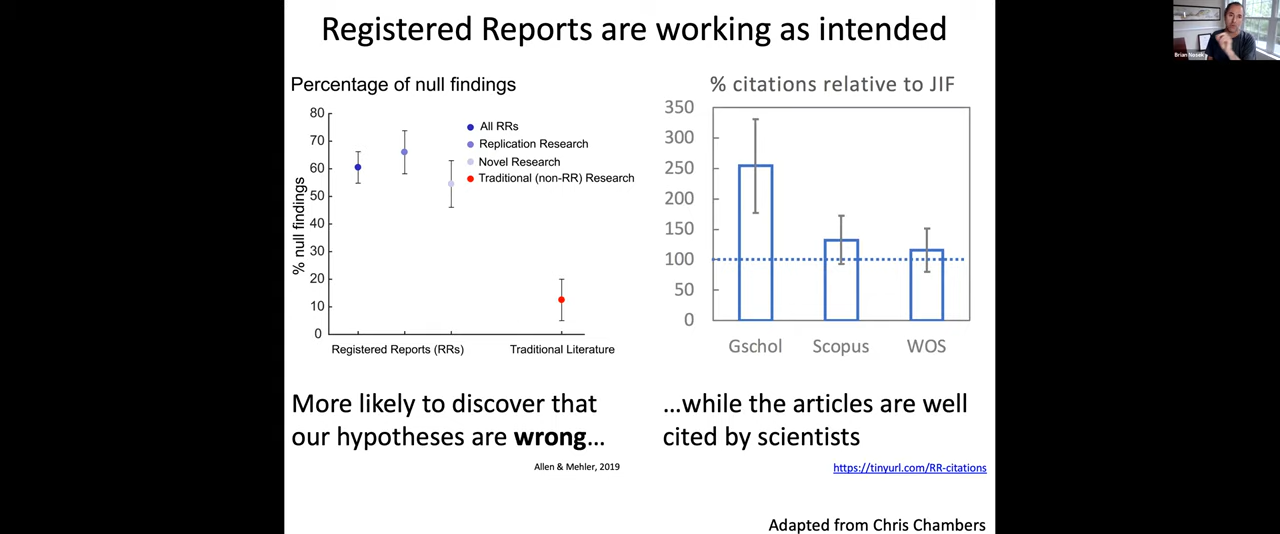 Registered Reports are working as intended
Percentage of null findings
80
70
60
50
40
30
20
10
0
% null findings
All RRs
Replication Research
Novel Research
Traditional (non-RR) Research
Registered Reports (RRs)
Traditional Literature
More likely to discover that
our hypotheses are wrong…
Allen & Mehler, 2019
% citations relative to JIF
350
300
250
200
150
100
50
0
Gschol
Scopus
WOS
…while the articles are well
cited by scientists
https://tinyurl.com/RR-citations
Adapted from Chris Chambers
Brian Nosek